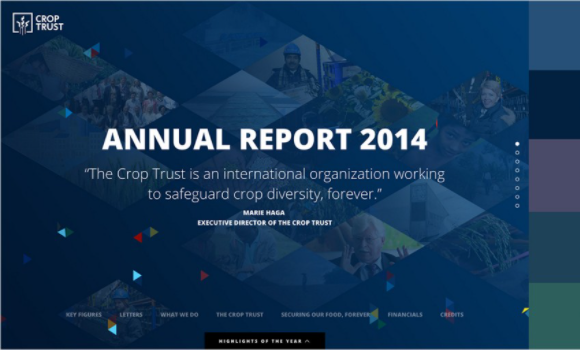 CROP
TRUST
ANNUAL REPORT 2014
“The Crop Trust is an international organization working
to safeguard crop diversity, forever.”
MARIE HAGA
EXECUTIVE DIRECTOR OF THE CROP TRUST
KEY FIGURES LETTERS WHAT WE DO THE CROP TRUST SECURING OUR FOOD, FOREVER FINANCIALS CREDITS
HIGHLIGHTS OF THE YEAR